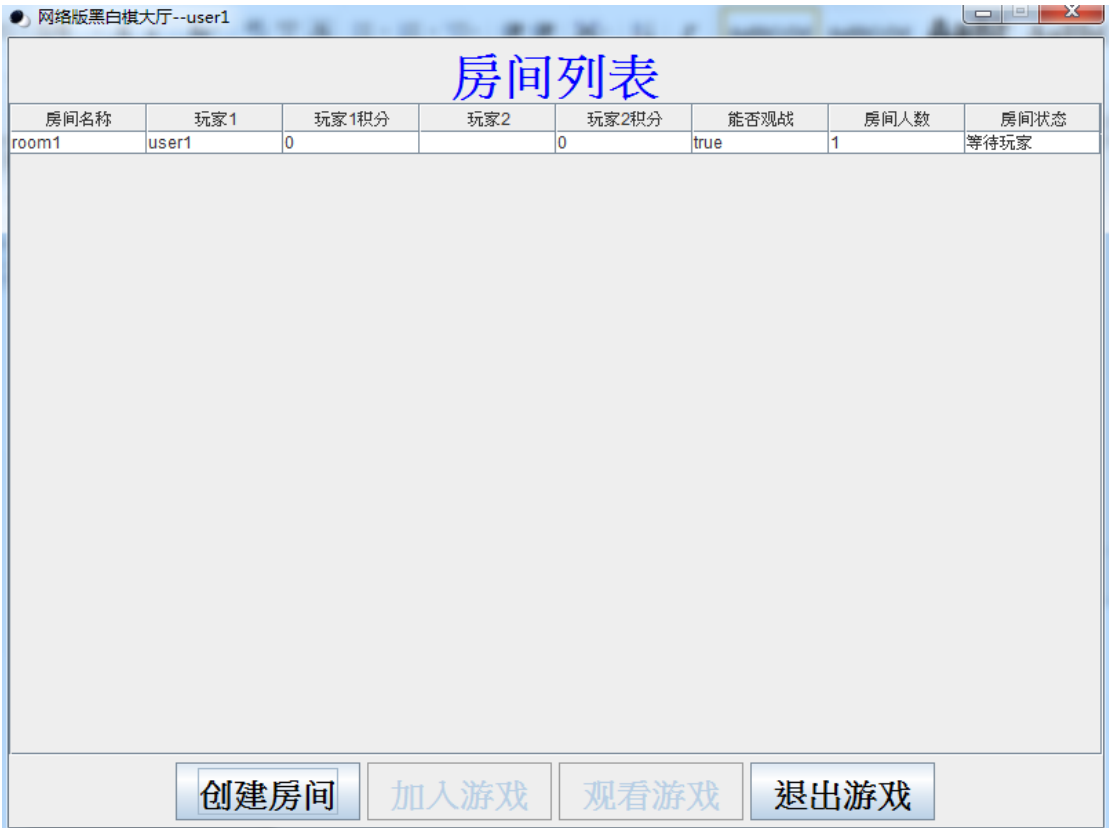 网络版黑白棋大厅--user1
房间列表
房间名称 玩家1 玩家1积分 玩家2 玩家2积分 能否观战 房间人数 房间状态
room1 user1 0 0 true 1 等待玩家
创建房间 加入游戏 观看游戏 退出游戏